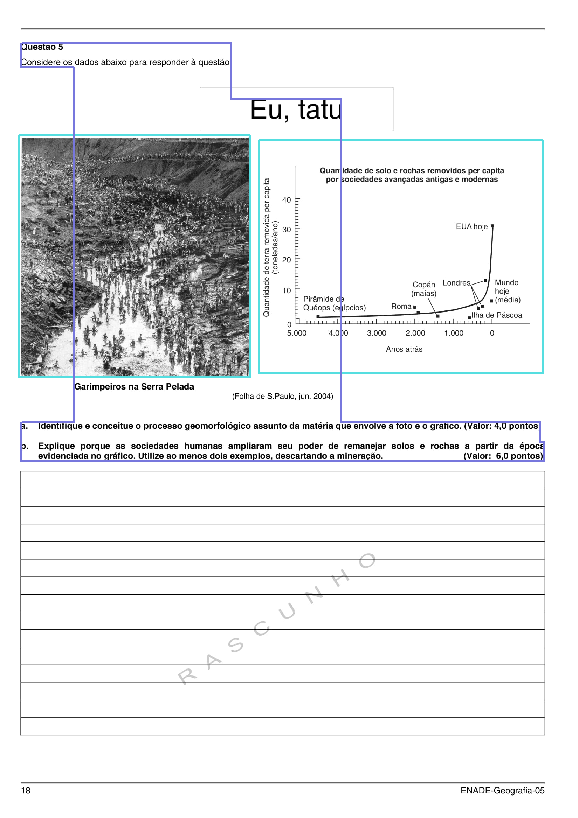 Questão 5
Considere os dados abaixo para responder à questão
Eu, tatu
Quantidade de solo e rochas removidos per capita
por sociedades avançadas antigas e modernas
Quantidade de terra removida per capita
(toneladas/ano)
40
30
20
10
0
EUA hoje
Copán
(maias)
Londres
Mundo
hoje
(média)
Pirâmide de
Quéops (egípcios)
Roma
Ilha de Páscoa
5.000 4.000 3.000 2.000 1.000 0
Anos atrás
Garimpeiros na Serra Pelada
(Folha de S.Paulo, jun. 2004)
a. Identifique e conceitue o processo geomorfológico assunto da matéria que envolve a foto e o gráfico. (Valor: 4,0 pontos)
b. Explique porque as sociedades humanas ampliaram seu poder de remanejar solos e rochas a partir da época
evidenciada no gráfico. Utilize ao menos dois exemplos, descartando a mineração. (Valor: 6,0 pontos)
RASCUNHO
18 ENADE-Geografia-05